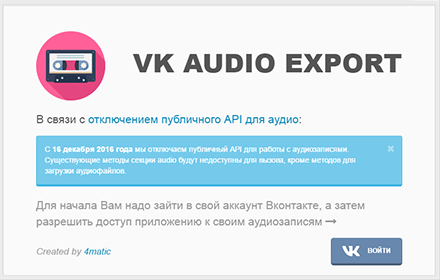 VK AUDIO EXPORT
В связи с отключением публичного API для аудио:
С 16 декабря 2016 года мы отключаем публичный API для работы с аудиозаписями.
Существующие методы секции audio будут недоступны для вызова, кроме методов для
загрузки аудиофайлов.
Для начала Вам надо зайти в свой аккаунт Вконтакте, а затем
разрешить доступ приложению к своим аудиозаписям →
Created by 4matic
ВОЙТИ